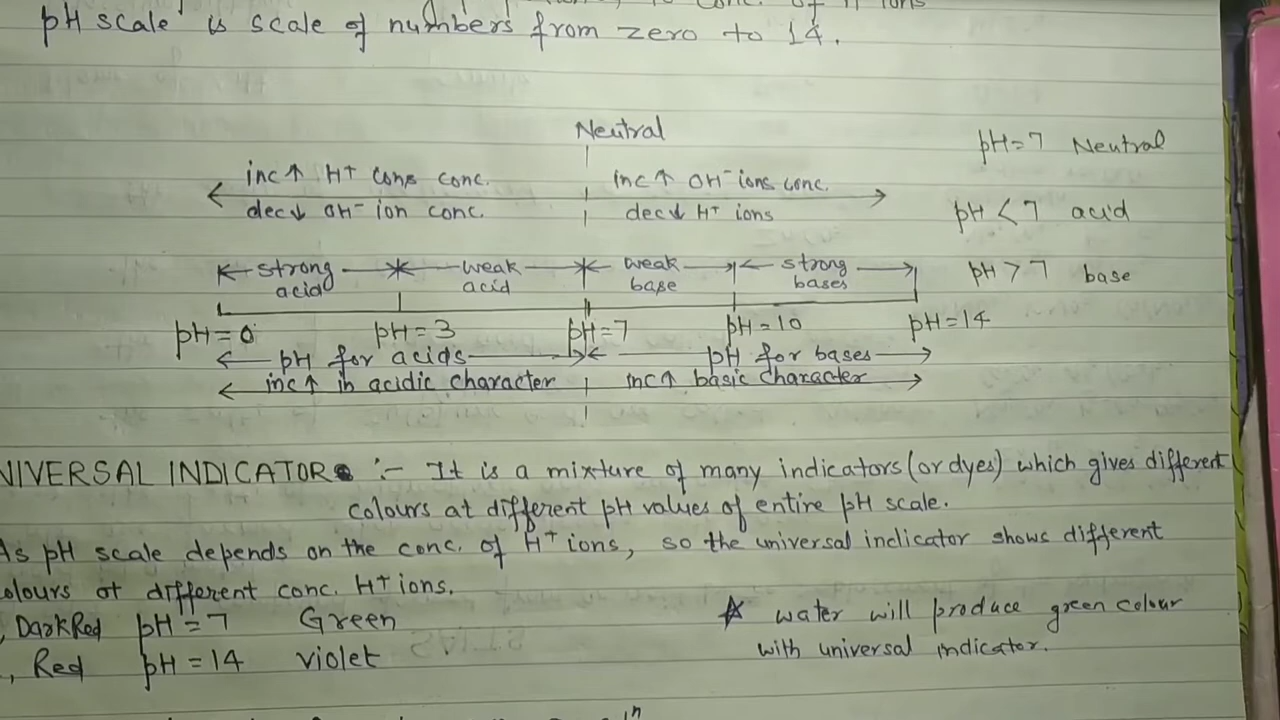 to conc. of H ions
pH scale is scale of numbers from zero to 14.
Neutral
inc↑ H+ cons conc.
inc↑ OH⁻ ions conc.
dec↓ OH⁻ ion conc.
dec↓ H+ ions
pH=7 Neutral
pH<7 acid
pH>7 base
strong acid
weak acid
weak base
strong bases
pH=0
pH=3
pH=7
pH=10
pH=14
pH for acids
pH for bases
inc↑ in acidic character
inc↑ basic character
NIVERSAL INDICATOR :- It is a mixture of many indicators (or dyes) which gives different
colours at different pH values of entire pH scale.
As pH scale depends on the conc. of H+ ions, so the universal indicator shows different
olours at different conc. H+ ions.
, Dark Red pH=7 Green
., Red pH=14 violet
☆ water will produce green colour
with universal indicator.